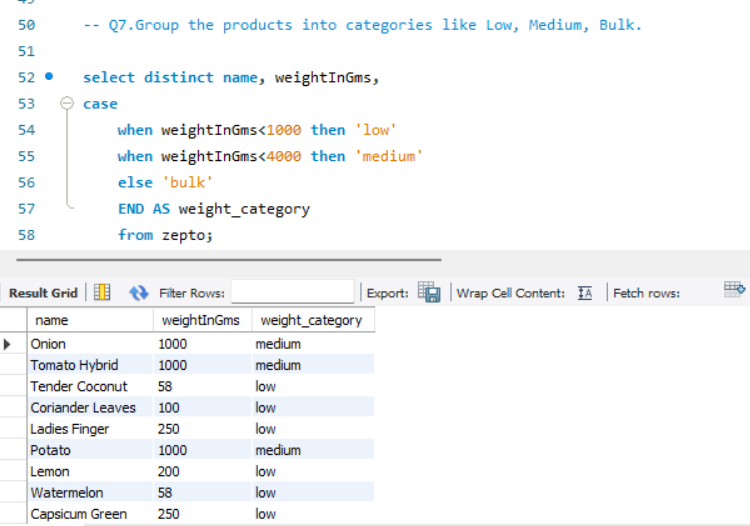 50 -- Q7.Group the products into categories like Low, Medium, Bulk.
51
52 select distinct name, weightInGms,
53 case
54 when weightInGms<1000 then 'low'
55 when weightInGms<4000 then 'medium'
56 else 'bulk'
57 END AS weight_category
58 from zepto;
Result Grid Filter Rows: Export: Wrap Cell Content: IA Fetch rows:
name weightInGms weight_category
Onion 1000 medium
Tomato Hybrid 1000 medium
Tender Coconut 58 low
Coriander Leaves 100 low
Ladies Finger 250 low
Potato 1000 medium
Lemon 200 low
Watermelon 58 low
Capsicum Green 250 low